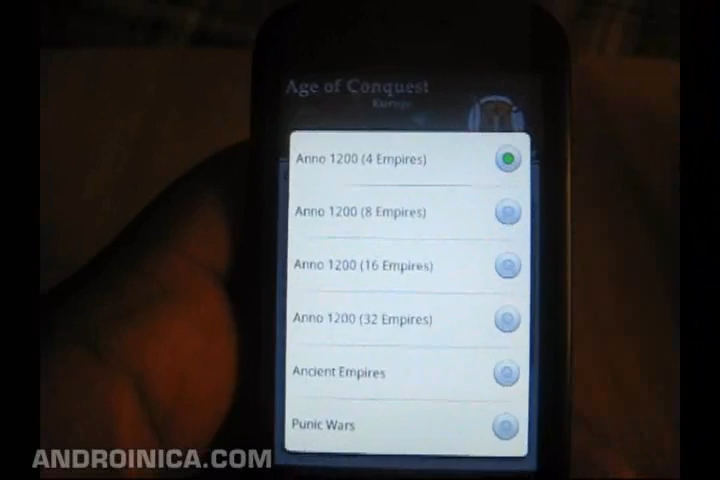 Age of Conquest
Europe
Anno 1200 (4 Empires)
Anno 1200 (8 Empires)
Anno 1200 (16 Empires)
Anno 1200 (32 Empires)
Ancient Empires
Punic Wars
ANDROINICA.COM